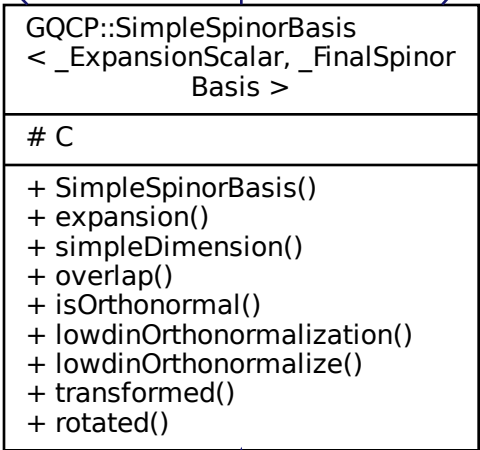 GQCP::SimpleSpinorBasis
< _ExpansionScalar, _FinalSpinor
Basis >
# C
+ SimpleSpinorBasis()
+ expansion()
+ simpleDimension()
+ overlap()
+ isOrthonormal()
+ lowdinOrthonormalization()
+ lowdinOrthonormalize()
+ transformed()
+ rotated()